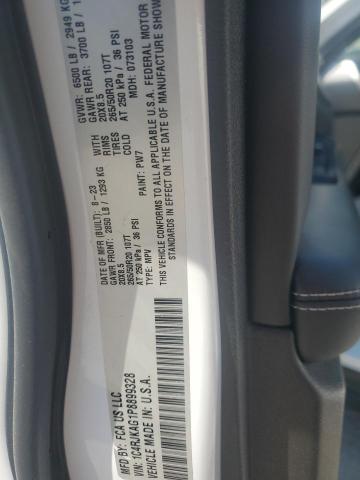 MFD BY: FCA US LLC
DATE OF MFR (BUILT): 8-23
GVWR: 6500 LB / 2949 KG
GAWR FRONT: 2850 LB / 1293 KG
WITH
GAWR REAR: 3700 LB /
20X8.5
RIMS
20X8.5
265/50R20 107T
TIRES
265/50R20 107T
AT 250 kPa / 36 PSI
COLD
AT 250 kPa / 36 PSI
VIN: 1C4RJKAG1P8899328
TYPE: MPV
PAINT: PW7
MDH: 073103
VEHICLE MADE IN: U.S.A.
THIS VEHICLE CONFORMS TO ALL APPLICABLE U.S.A. FEDERAL MOTOR
STANDARDS IN EFFECT ON THE DATE OF MANUFACTURE SHOW